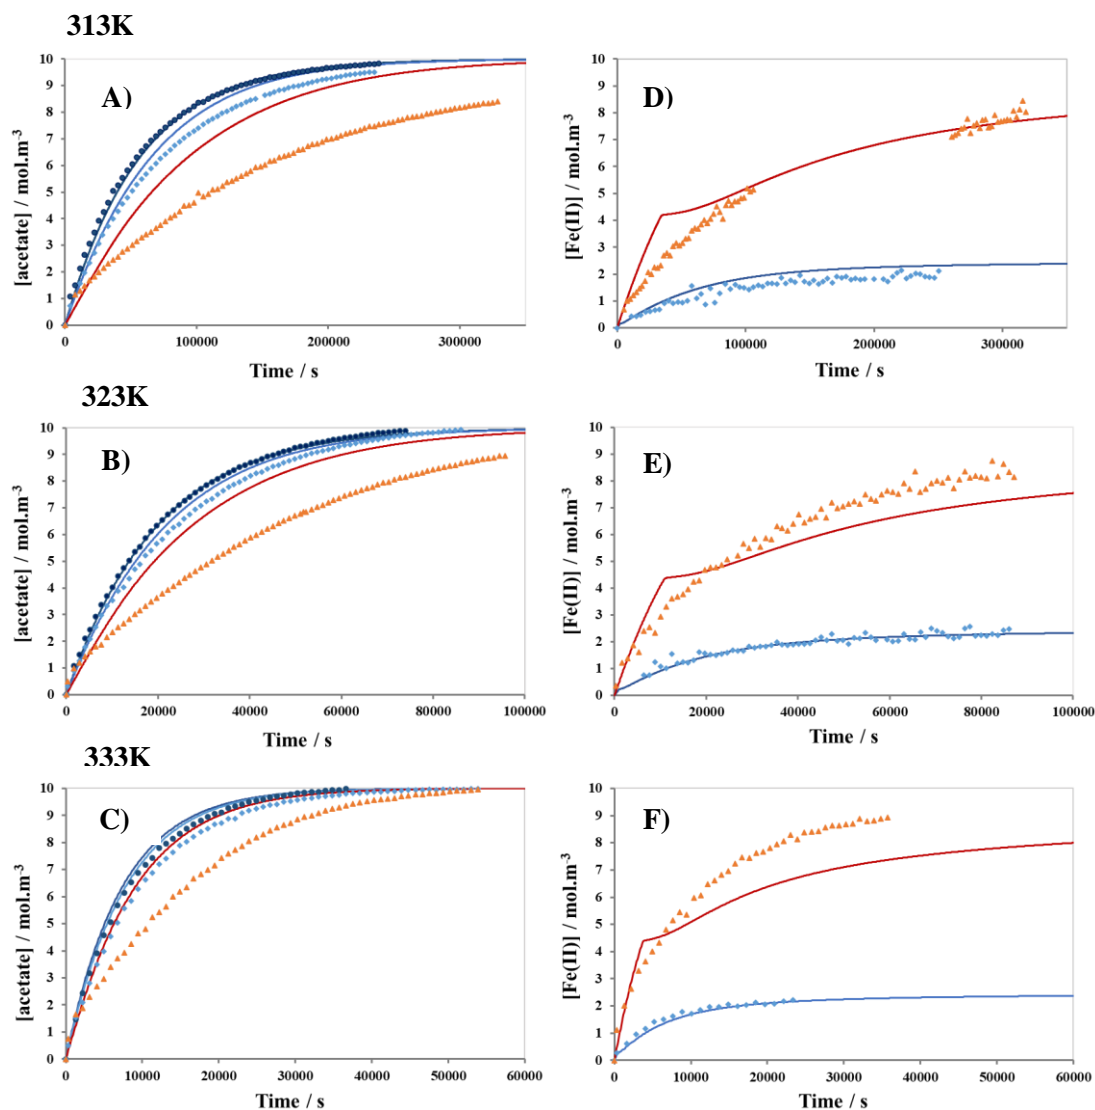 313K
A)
10
9
8
7
6
5
4
3
2
1
0
[acetate] / mol.m-3
0 100000 200000 300000
Time / s
D)
10
9
8
7
6
5
4
3
2
1
0
[Fe(II)] / mol.m-3
0 100000 200000 300000
Time / s
323K
B)
10
9
8
7
6
5
4
3
2
1
0
[acetate] / mol.m-3
0 20000 40000 60000 80000 100000
Time / s
E)
10
9
8
7
6
5
4
3
2
1
0
[Fe(II)] / mol.m-3
0 20000 40000 60000 80000 100000
Time / s
333K
C)
10
9
8
7
6
5
4
3
2
1
0
[acetate] / mol.m-3
0 10000 20000 30000 40000 50000 60000
Time / s
F)
10
9
8
7
6
5
4
3
2
1
0
[Fe(II)] / mol.m-3
0 10000 20000 30000 40000 50000 60000
Time / s